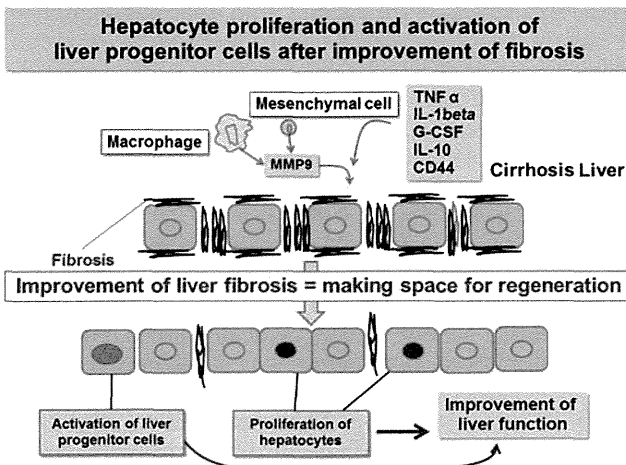 Hepatocyte proliferation and activation of
liver progenitor cells after improvement of fibrosis
Mesenchymal cell
Macrophage
MMP9
TNF α
IL-1beta
G-CSF
IL-10
CD44
Cirrhosis Liver
Fibrosis
Improvement of liver fibrosis = making space for regeneration
Activation of liver
progenitor cells
Proliferation of
hepatocytes
Improvement of
liver function